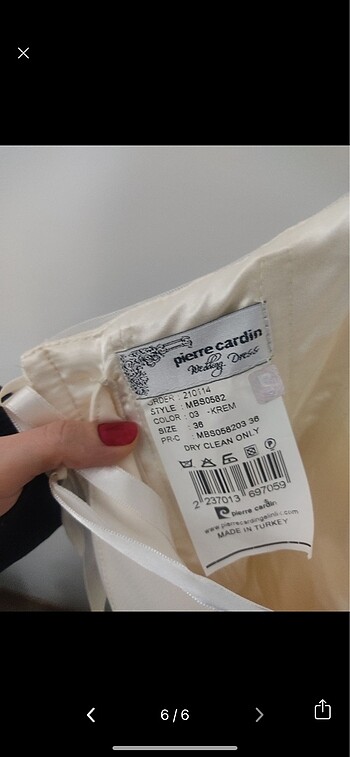 pierre cardin
Wedding Dress
ORDER : 210114
STYLE : MBS0582
COLOR : 03 -KREM
SIZE : 36
PR-C : MBS058203 36
DRY CLEAN ONLY
2 237013 697059
pierre cardin
www.pierrecardingelinlik.com
MADE IN TURKEY
6 / 6